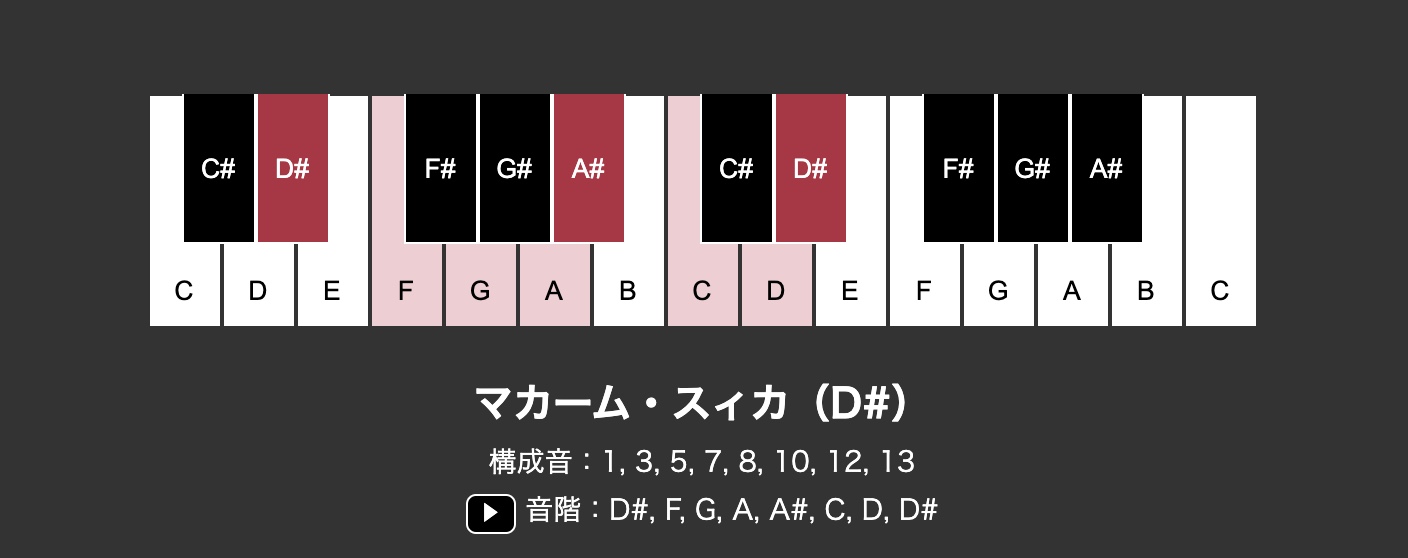 C# D# F# G# A# C# D# F# G# A#
C D E F G A B C D E F G A B C
マカーム・スィカ（D#）
構成音：1, 3, 5, 7, 8, 10, 12, 13
音階：D#, F, G, A, A#, C, D, D#